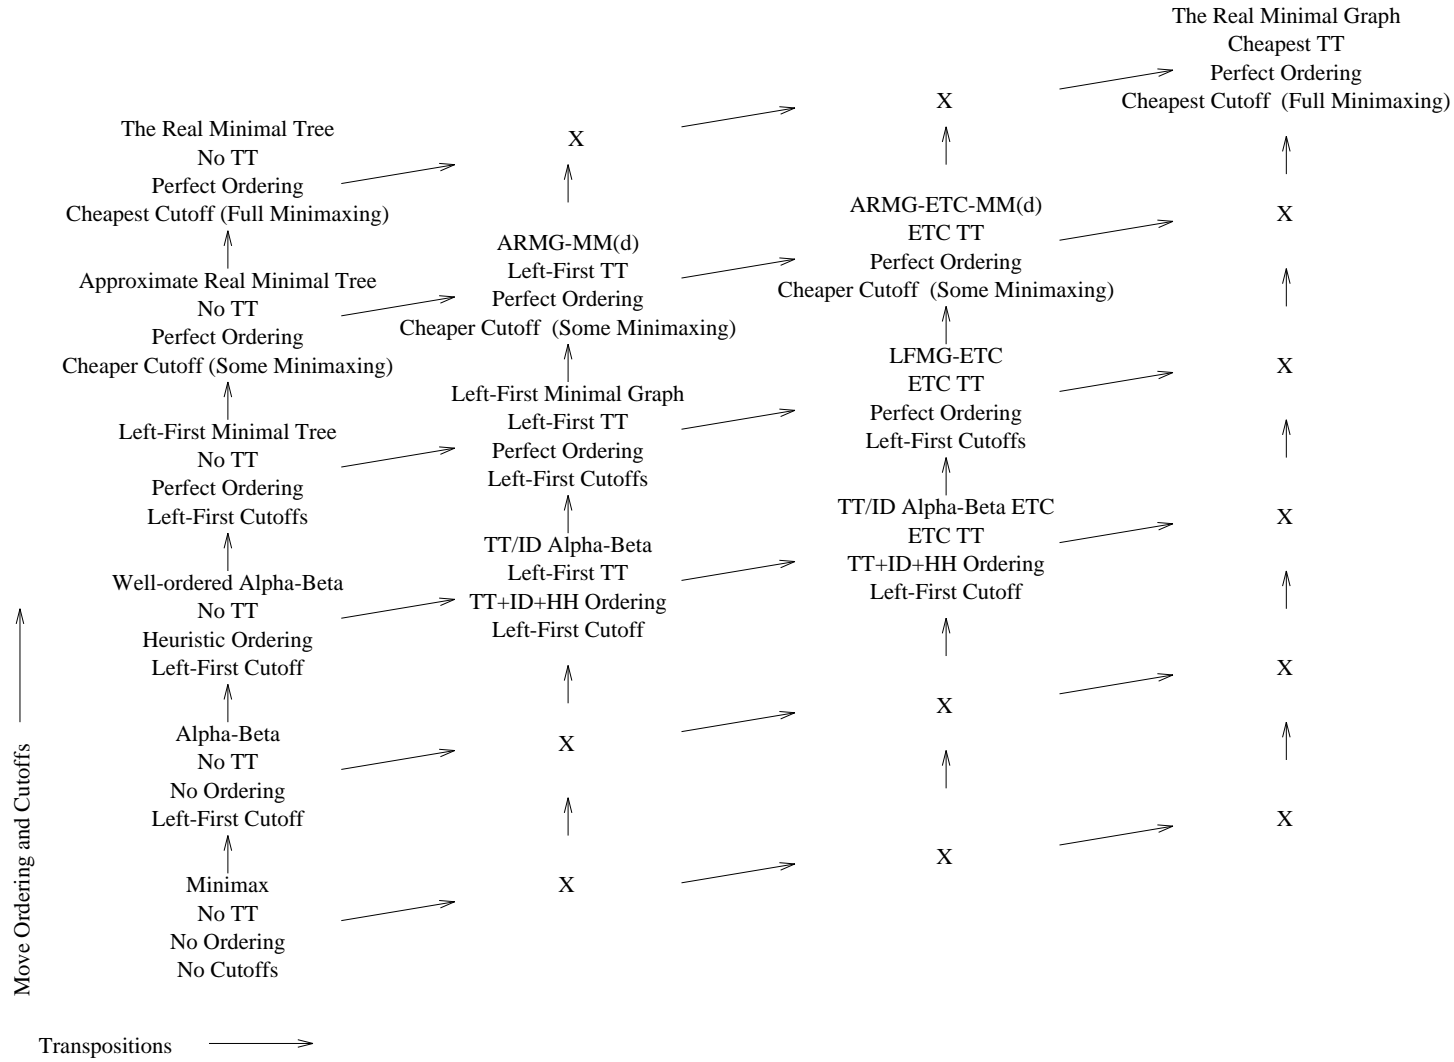 The Real Minimal Graph
Cheapest TT
Perfect Ordering
Cheapest Cutoff (Full Minimaxing)
X
X
The Real Minimal Tree
No TT
Perfect Ordering
Cheapest Cutoff (Full Minimaxing)
ARMG-ETC-MM(d)
ETC TT
Perfect Ordering
Cheaper Cutoff (Some Minimaxing)
X
ARMG-MM(d)
Left-First TT
Perfect Ordering
Cheaper Cutoff (Some Minimaxing)
Approximate Real Minimal Tree
No TT
Perfect Ordering
Cheaper Cutoff (Some Minimaxing)
LFMG-ETC
ETC TT
Perfect Ordering
Left-First Cutoffs
X
Left-First Minimal Graph
Left-First TT
Perfect Ordering
Left-First Cutoffs
Left-First Minimal Tree
No TT
Perfect Ordering
Left-First Cutoffs
TT/ID Alpha-Beta ETC
ETC TT
TT+ID+HH Ordering
Left-First Cutoff
X
TT/ID Alpha-Beta
Left-First TT
TT+ID+HH Ordering
Left-First Cutoff
Well-ordered Alpha-Beta
No TT
Heuristic Ordering
Left-First Cutoff
X
X
X
Alpha-Beta
No TT
No Ordering
Left-First Cutoff
X
X
X
Minimax
No TT
No Ordering
No Cutoffs
Move Ordering and Cutoffs
Transpositions